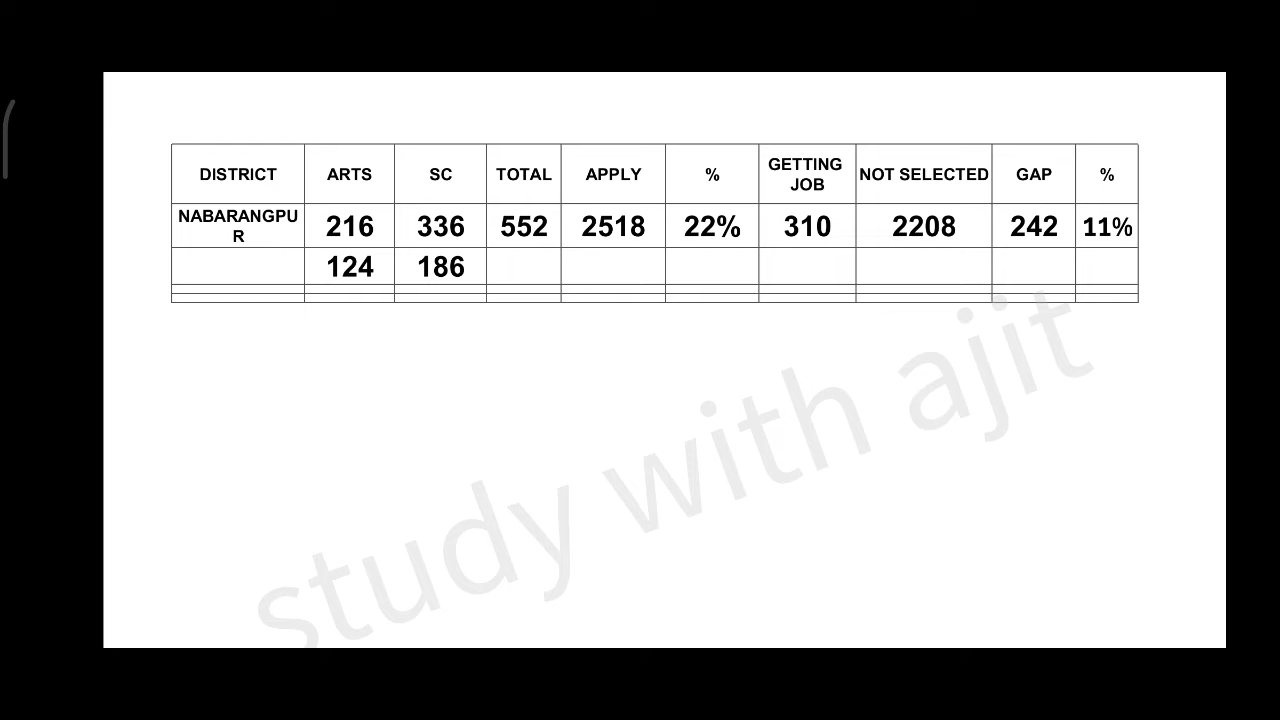 DISTRICT ARTS SC TOTAL APPLY % GETTING JOB NOT SELECTED GAP %
NABARANGPUR 216 336 552 2518 22% 310 2208 242 11%
124 186
study with ajit